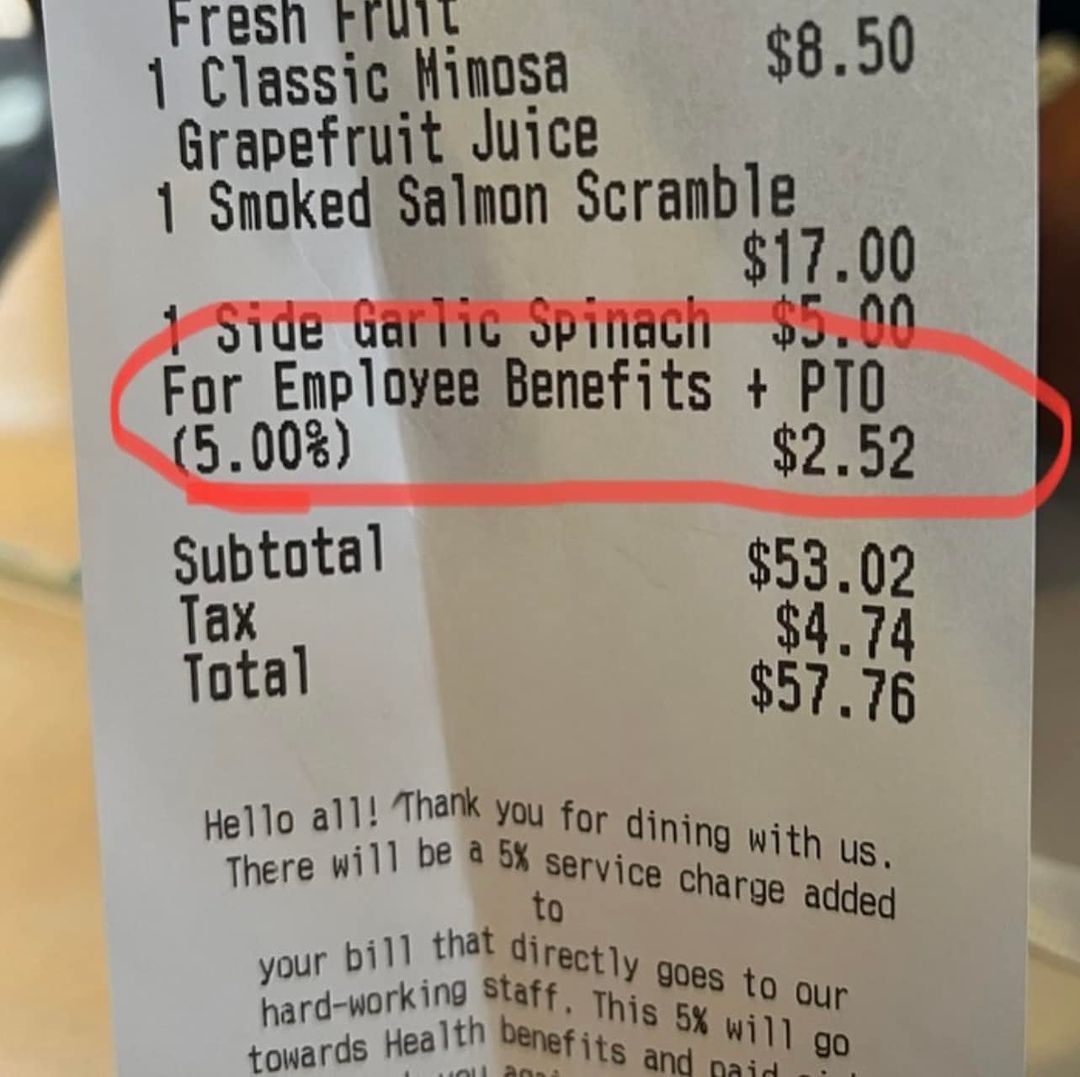 Fresh Fruit
1 Classic Mimosa $8.50
Grapefruit Juice
1 Smoked Salmon Scramble
$17.00
1 Side Garlic Spinach $5.00
For Employee Benefits + PTO
(5.00%) $2.52
Subtotal $53.02
Tax $4.74
Total $57.76
Hello all! Thank you for dining with us.
There will be a 5% service charge added
to
your bill that directly goes to our
hard-working staff. This 5% will go
towards Health benefits and paid
you